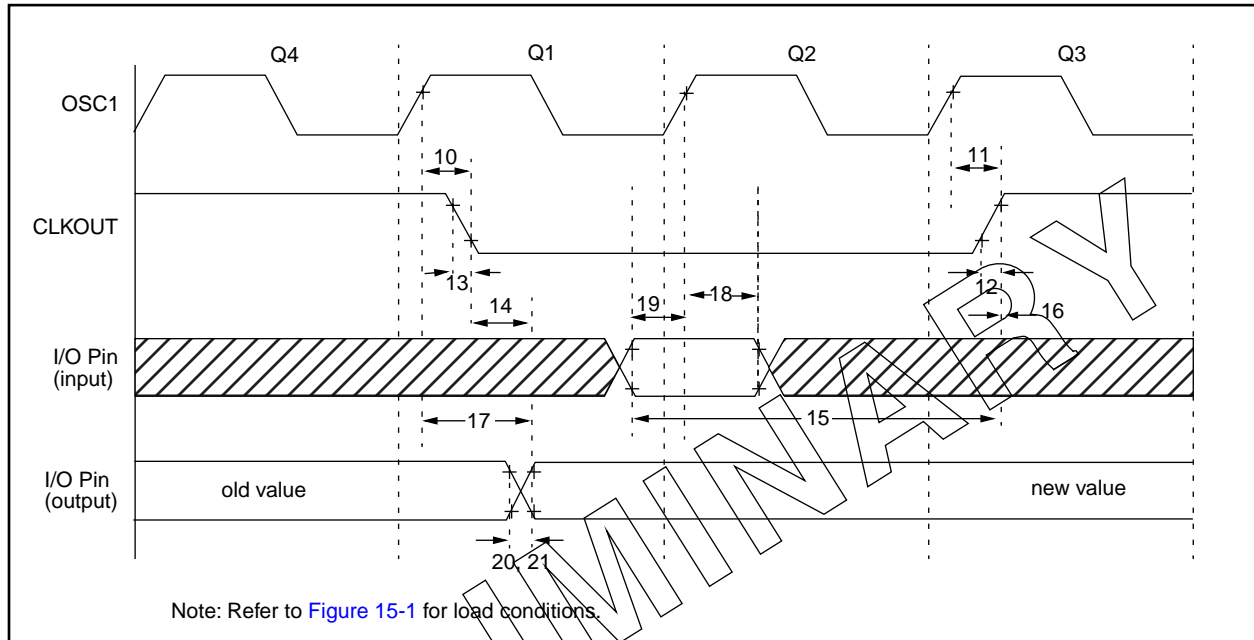 Q4 Q1 Q2 Q3
OSC1
10 11
CLKOUT
13 12
14 19 18 16
I/O Pin
(input)
17 15
I/O Pin
(output)
old value new value
20, 21
Note: Refer to Figure 15-1 for load conditions.
IMINARY